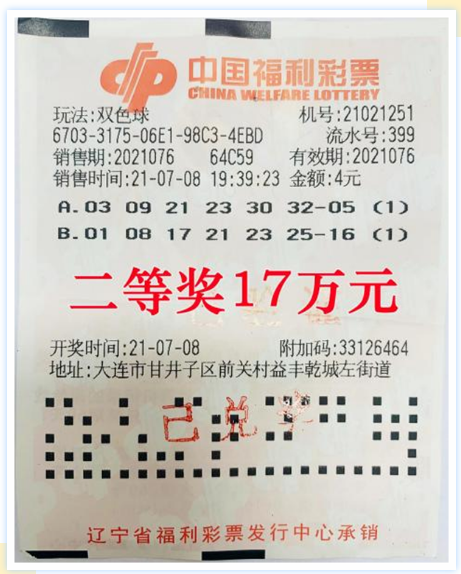 中国福利彩票
CHINA WELFARE LOTTERY
玩法:双色球 机号:21021251
6703-3175-06E1-98C3-4EBD 流水号:399
销售期:2021076 64C59 有效期:2021076
销售时间:21-07-08 19:39:23 金额:4元
A.03 09 21 23 30 32-05 (1)
B.01 08 17 21 23 25-16 (1)
二等奖17万元
开奖时间:21-07-08 附加码:33126464
地址:大连市甘井子区前关村益丰乾城左街道
已兑奖
辽宁省福利彩票发行中心承销